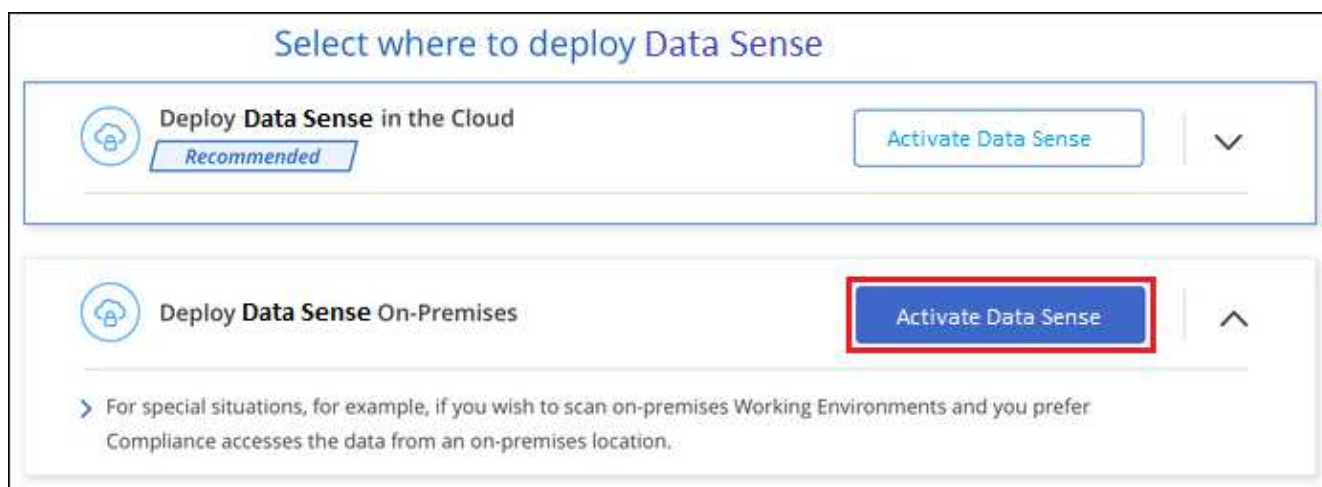 Select where to deploy Data Sense
Deploy Data Sense in the Cloud
Recommended
Activate Data Sense
Deploy Data Sense On-Premises
Activate Data Sense
For special situations, for example, if you wish to scan on-premises Working Environments and you prefer
Compliance accesses the data from an on-premises location.